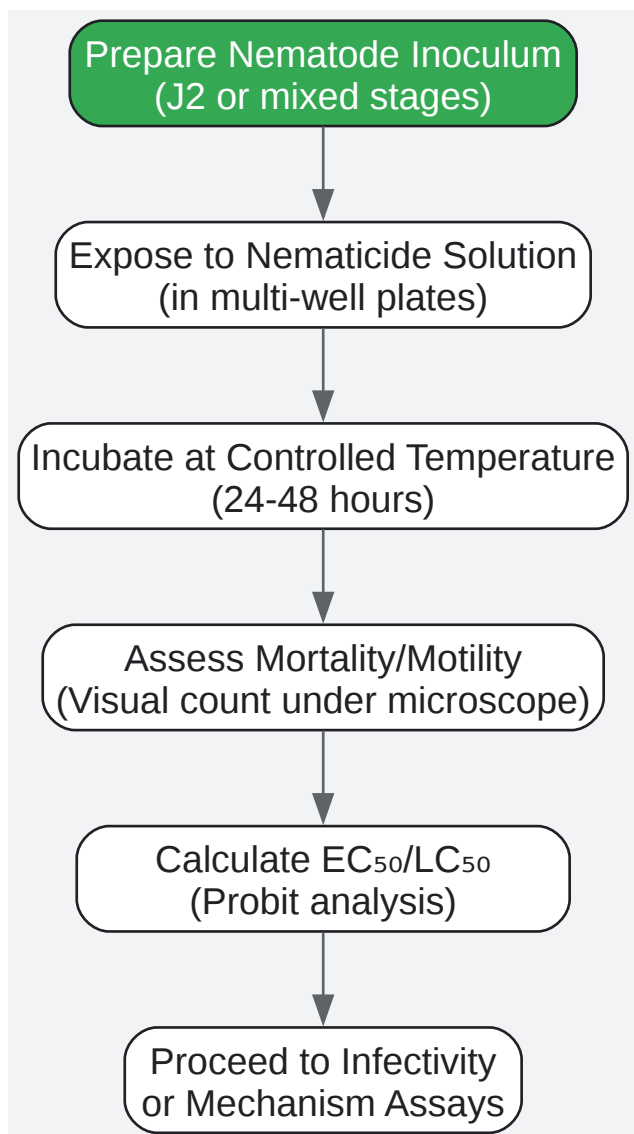 Prepare Nematode Inoculum
(J2 or mixed stages)
Expose to Nematicide Solution
(in multi-well plates)
Incubate at Controlled Temperature
(24-48 hours)
Assess Mortality/Motility
(Visual count under microscope)
Calculate EC₅₀/LC₅₀
(Probit analysis)
Proceed to Infectivity
or Mechanism Assays